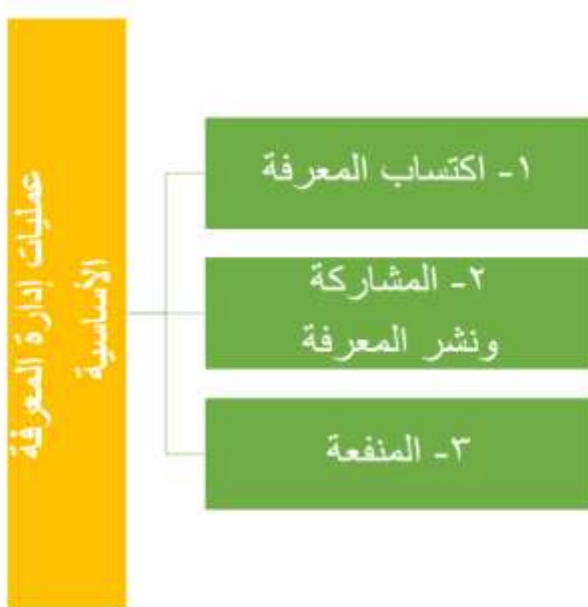 عمليات إدارة المعرفة
الأساسية
١- اكتساب المعرفة
٢- المشاركة
ونشر المعرفة
٣- المنفعة